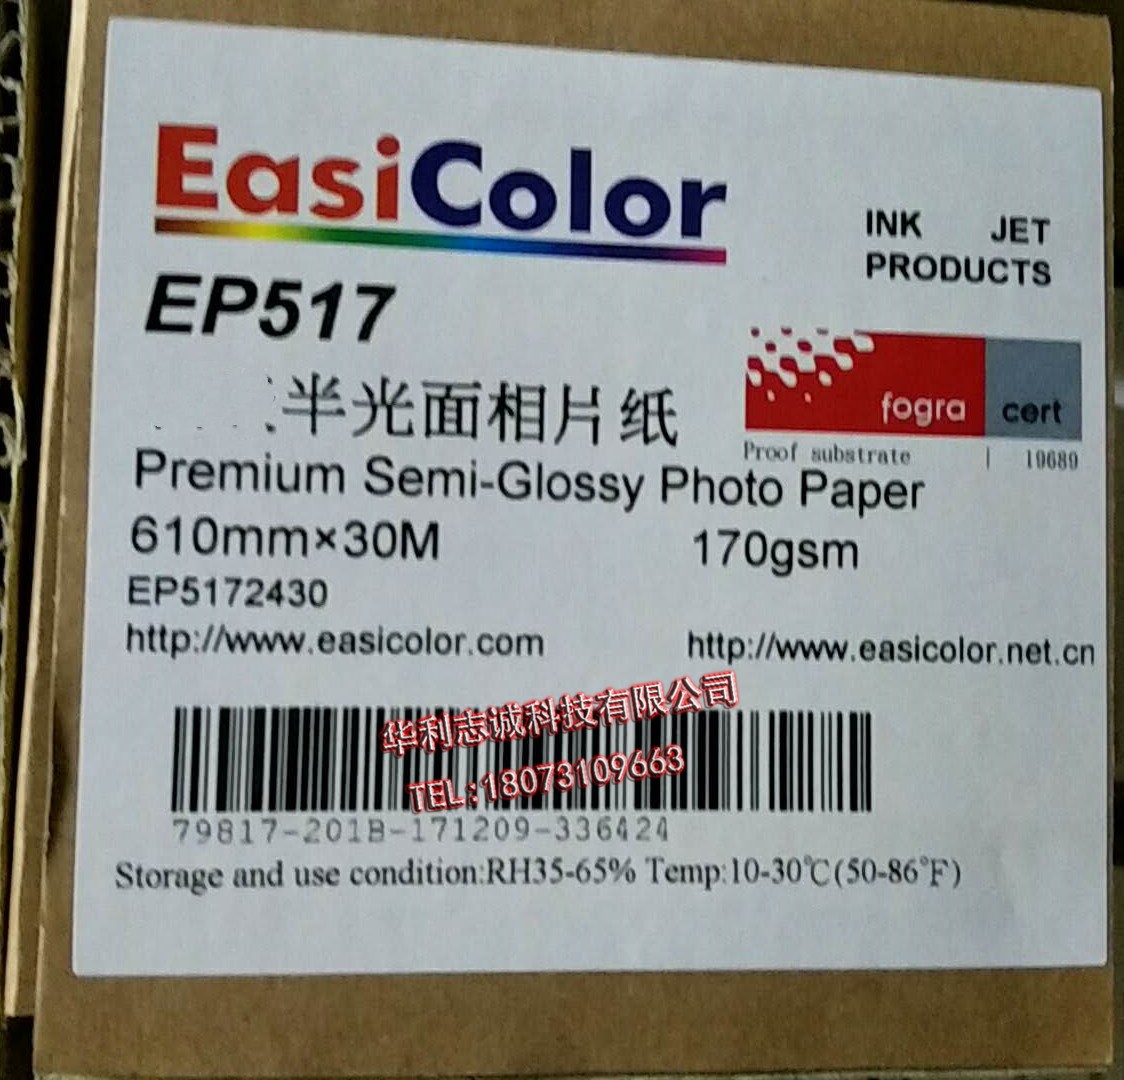 EasiColor
INK JET
PRODUCTS
EP517
半光面相片纸
fogra cert
Proof substrate | 19689
Premium Semi-Glossy Photo Paper
610mm×30M 170gsm
EP5172430
http://www.easicolor.com http://www.easicolor.net.cn
华利志诚科技有限公司
TEL:18073109663
79817-201B-171209-336424
Storage and use condition:RH35-65% Temp:10-30℃(50-86℉)